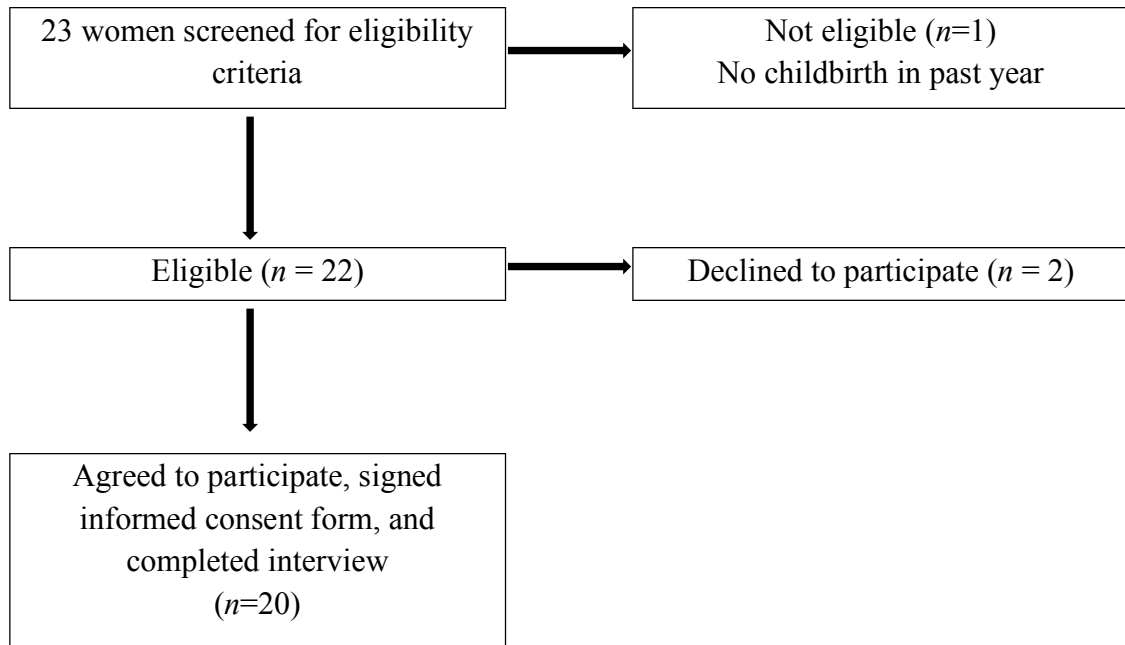 23 women screened for eligibility
criteria
Not eligible (n=1)
No childbirth in past year
Eligible (n = 22)
Declined to participate (n = 2)
Agreed to participate, signed
informed consent form, and
completed interview
(n=20)